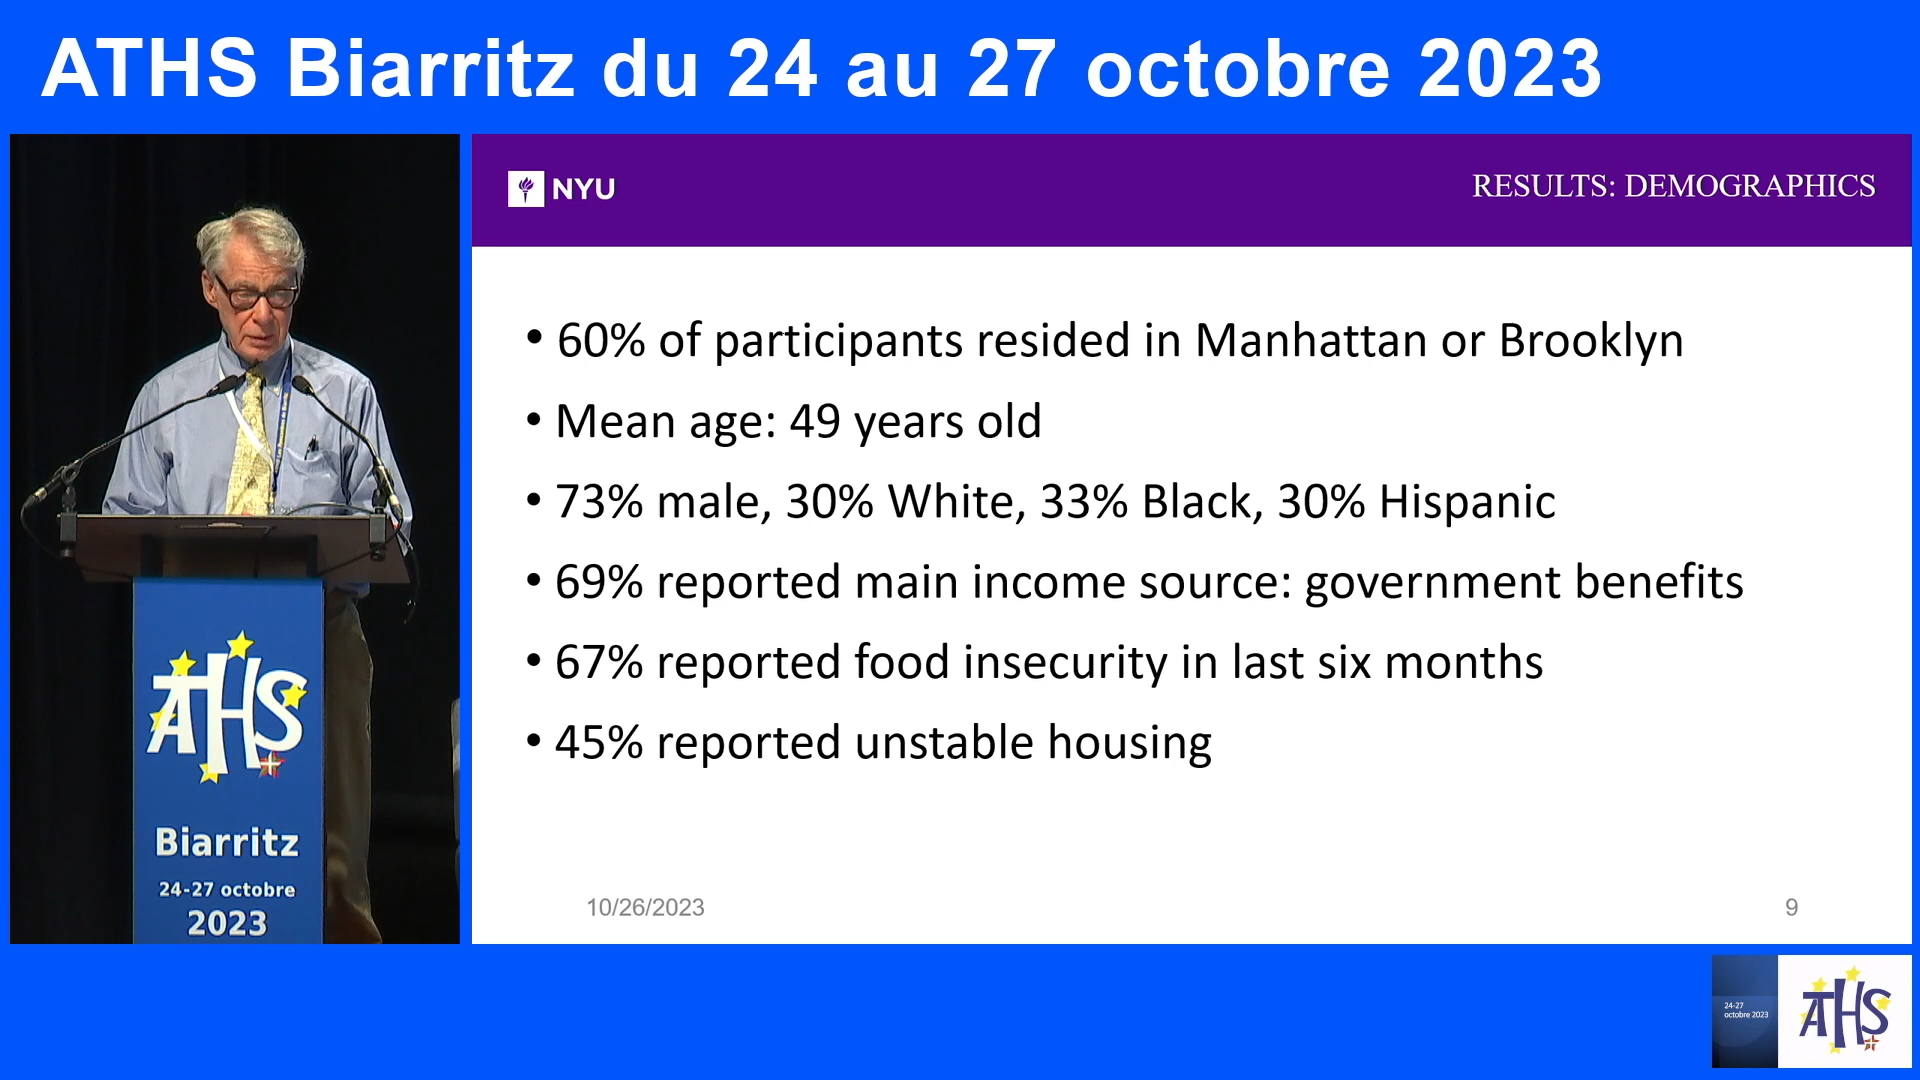 ATHS Biarritz du 24 au 27 octobre 2023
NYU
RESULTS: DEMOGRAPHICS
• 60% of participants resided in Manhattan or Brooklyn
• Mean age: 49 years old
• 73% male, 30% White, 33% Black, 30% Hispanic
• 69% reported main income source: government benefits
• 67% reported food insecurity in last six months
• 45% reported unstable housing
10/26/2023
9
ATHS
Biarritz
24-27 octobre
2023
24-27
octobre 2023
ATHS